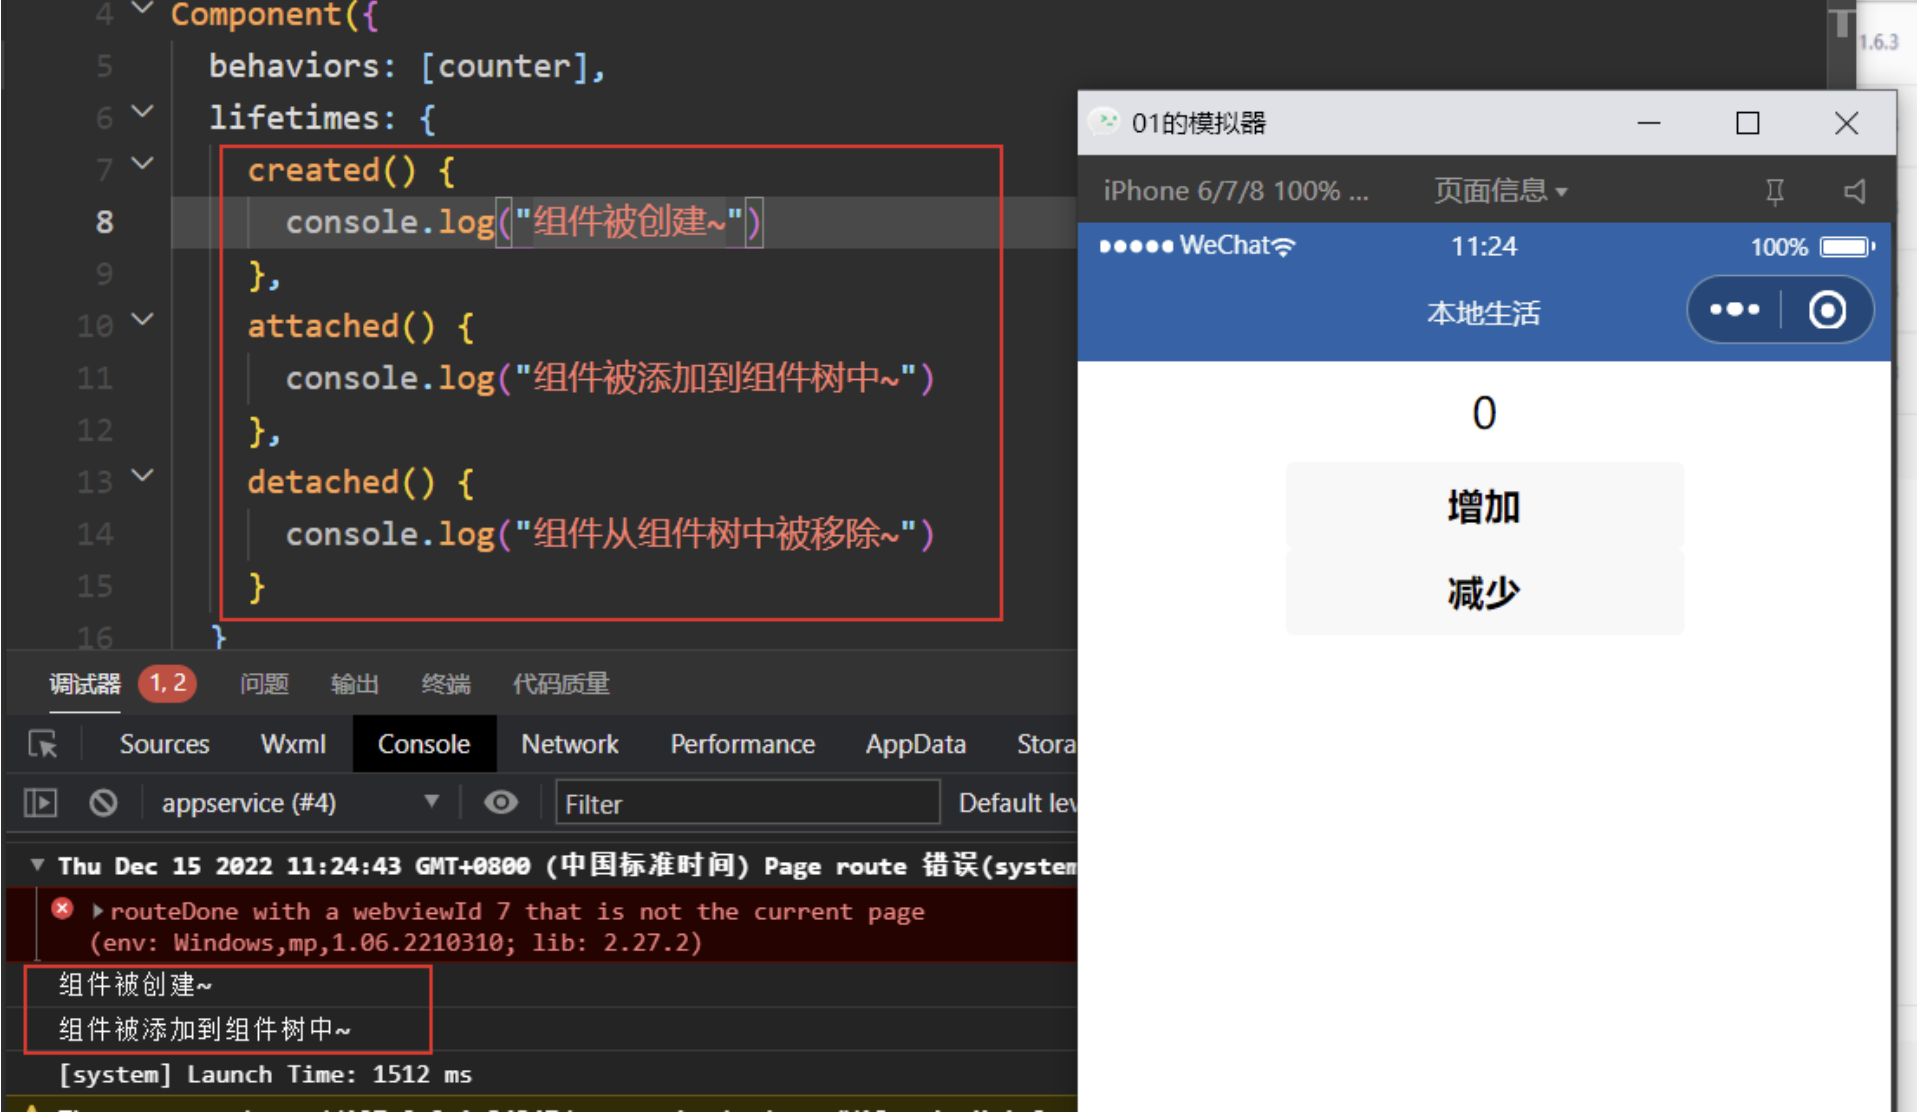 4 Component({
5 behaviors: [counter],
6 lifetimes: {
7 created() {
8 console.log("组件被创建~")
9 },
10 attached() {
11 console.log("组件被添加到组件树中~")
12 },
13 detached() {
14 console.log("组件从组件树中被移除~")
15 }
16 }
调试器 1, 2 问题 输出 终端 代码质量
Sources Wxml Console Network Performance AppData Stora
appservice (#4) Filter Default lev
Thu Dec 15 2022 11:24:43 GMT+0800 (中国标准时间) Page route 错误(system
routeDone with a webviewId 7 that is not the current page
(env: Windows,mp,1.06.2210310; lib: 2.27.2)
组件被创建~
组件被添加到组件树中~
[system] Launch Time: 1512 ms
1.6.3
01的模拟器
iPhone 6/7/8 100% ... 页面信息
WeChat 11:24 100%
本地生活
0
增加
减少